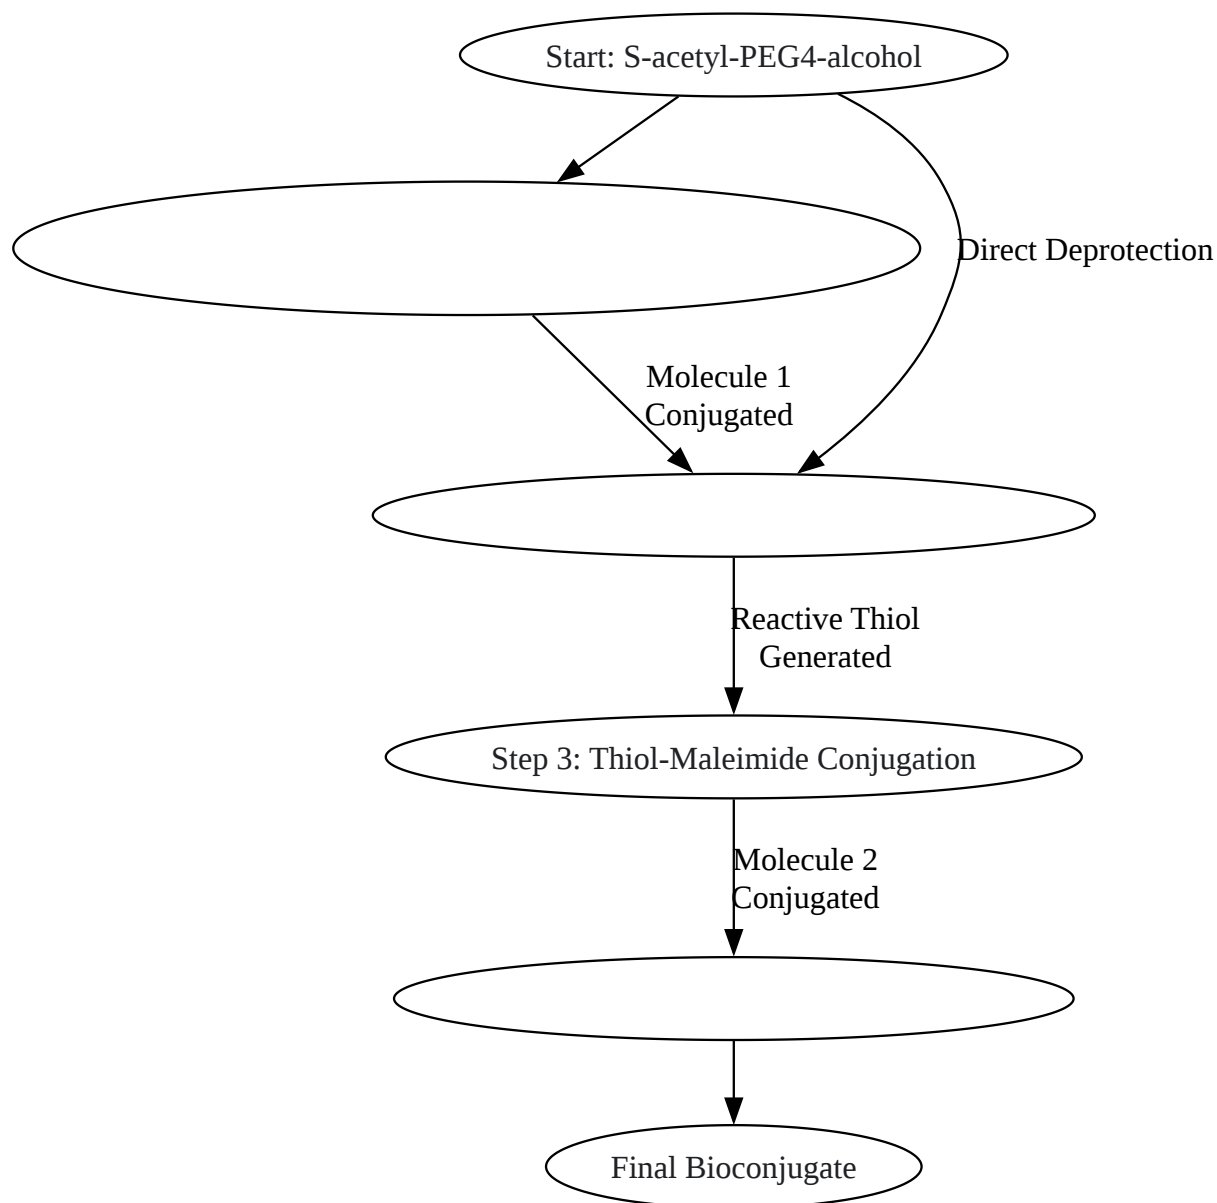 Start: S-acetyl-PEG4-alcohol
Direct Deprotection
Molecule 1
Conjugated
Reactive Thiol
Generated
Step 3: Thiol-Maleimide Conjugation
Molecule 2
Conjugated
Final Bioconjugate